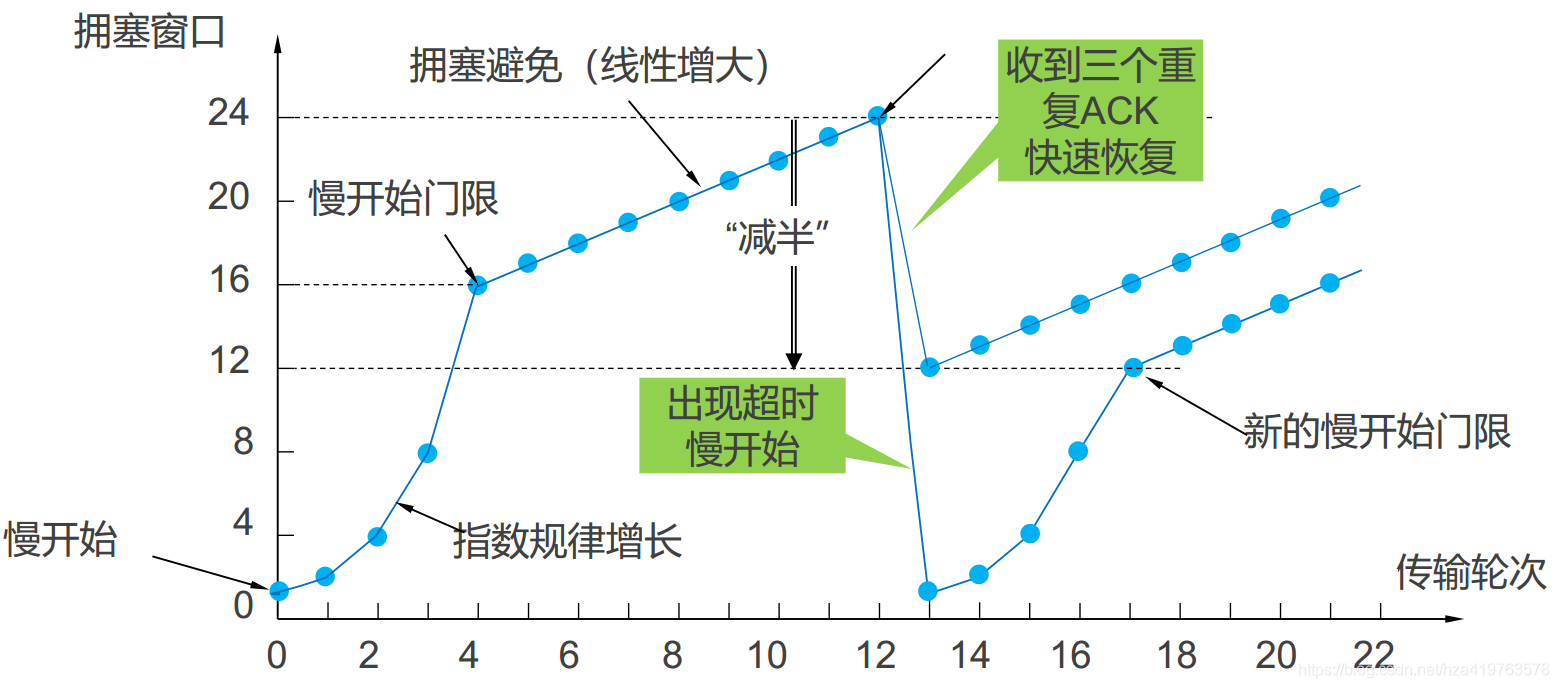 拥塞窗口
拥塞避免（线性增大）
收到三个重
复ACK
快速恢复
24
慢开始门限
20
“减半”
16
12
出现超时
慢开始
新的慢开始门限
8
4
指数规律增长
慢开始
传输轮次
0
0 2 4 6 8 10 12 14 16 18 20 22
https://blog.csdn.net/hza419763578